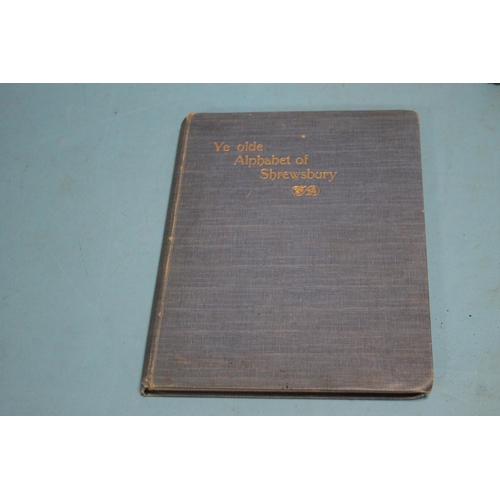 Ye olde
Alphabet of
Shrewsbury